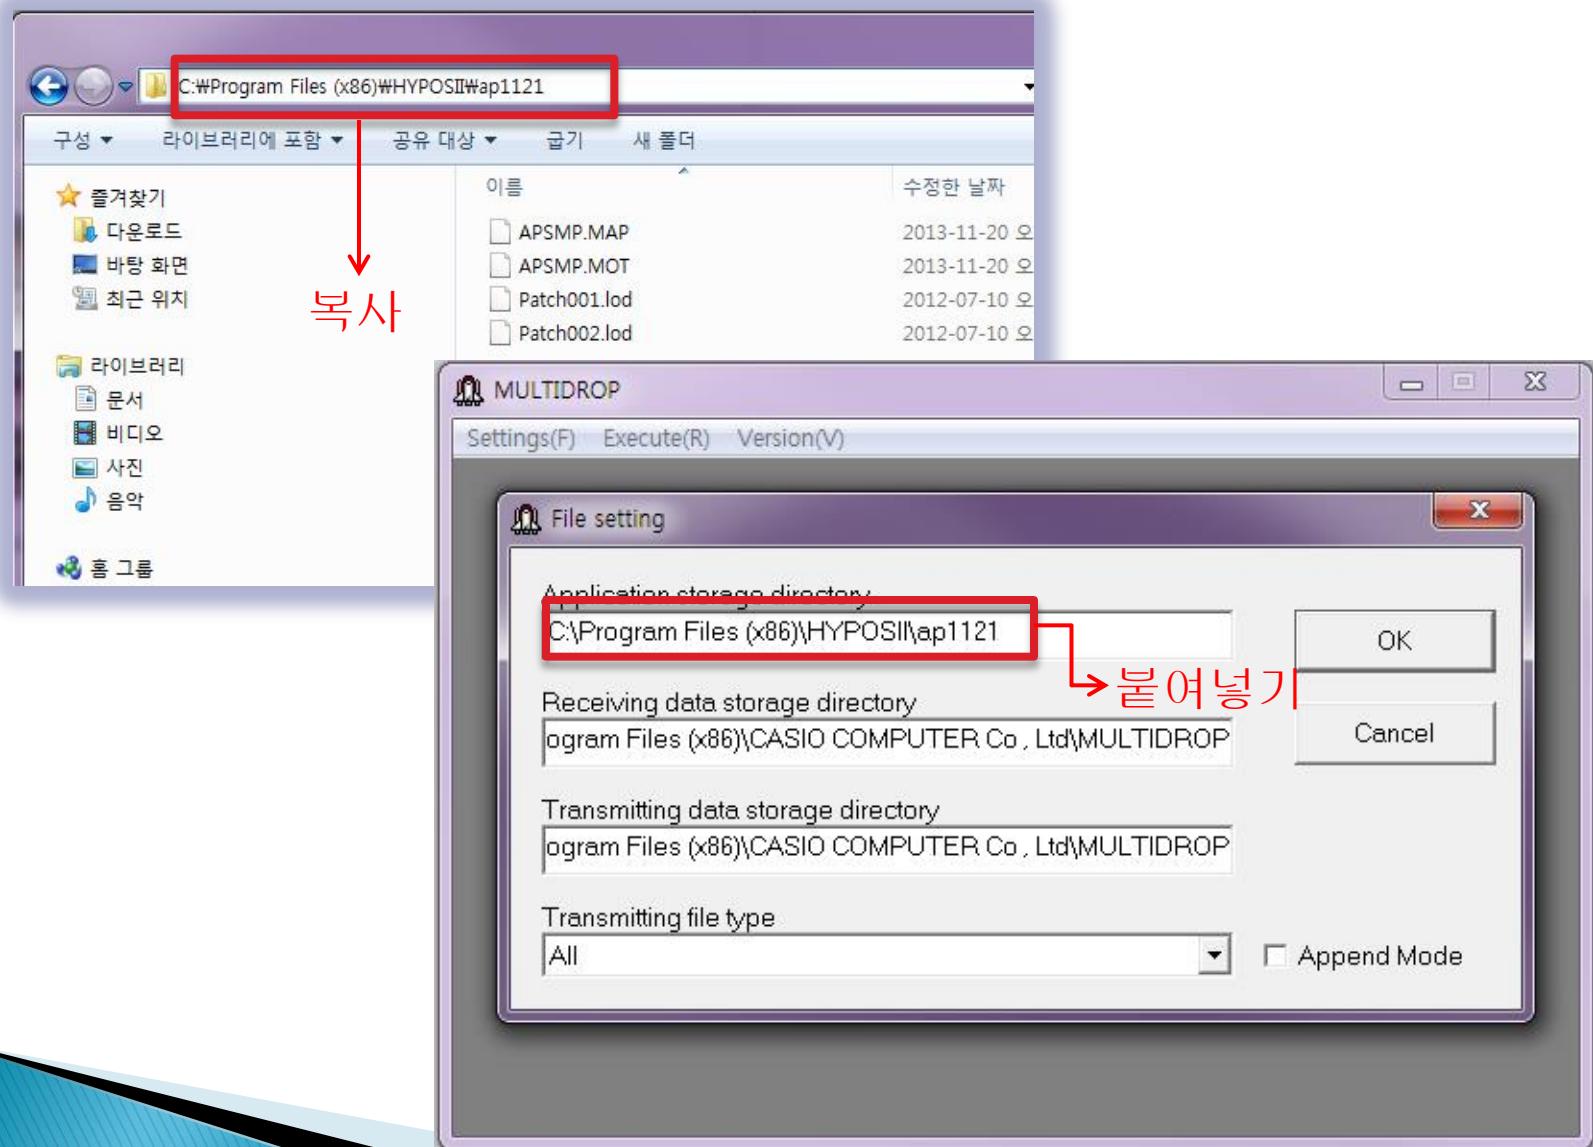 C:₩Program Files (x86)₩HYPOSII₩ap1121
구성 라이브러리에 포함 공유 대상 굽기 새 폴더
이름 수정한 날짜
즐겨찾기
다운로드
바탕 화면
최근 위치
라이브러리
문서
비디오
사진
음악
홈 그룹
APSMP.MAP 2013-11-20 오
APSMP.MOT 2013-11-20 오
Patch001.lod 2012-07-10 오
Patch002.lod 2012-07-10 오
복사
MULTIDROP
Settings(F) Execute(R) Version(V)
File setting
Application storage directory
C:\Program Files (x86)\HYPOSII\ap1121
OK
붙여넣기
Receiving data storage directory
ogram Files (x86)\CASIO COMPUTER Co , Ltd\MULTIDROP
Cancel
Transmitting data storage directory
ogram Files (x86)\CASIO COMPUTER Co , Ltd\MULTIDROP
Transmitting file type
All
Append Mode